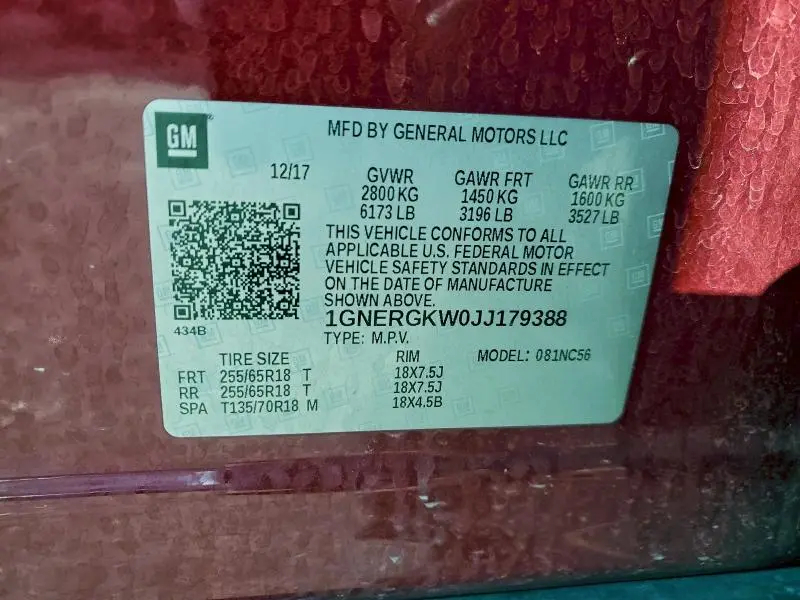 GM
MFD BY GENERAL MOTORS LLC
12/17 GVWR GAWR FRT GAWR RR
2800 KG 1450 KG 1600 KG
6173 LB 3196 LB 3527 LB
THIS VEHICLE CONFORMS TO ALL
APPLICABLE U.S. FEDERAL MOTOR
VEHICLE SAFETY STANDARDS IN EFFECT
ON THE DATE OF MANUFACTURE
SHOWN ABOVE.
434B
1GNERGKW0JJ179388
TYPE: M.P.V.
TIRE SIZE RIM MODEL: 081NC56
FRT 255/65R18 T 18X7.5J
RR 255/65R18 T 18X7.5J
SPA T135/70R18 M 18X4.5B